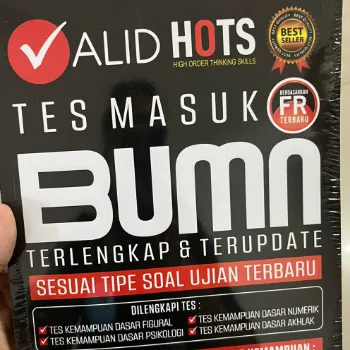 VALID HOTS
HIGH ORDER THINKING SKILLS
BEST
SELLER
TES MASUK
BERDASARKAN
FR
TERBARU
BUMN
TERLENGKAP & TERUPDATE
SESUAI TIPE SOAL UJIAN TERBARU
DILENGKAPI TES :
✓ TES KEMAMPUAN DASAR FIGURAL ✓ TES KEMAMPUAN DASAR NUMERIK
✓ TES KEMAMPUAN DASAR PSIKOLOGI ✓ TES KEMAMPUAN DASAR AKHLAK